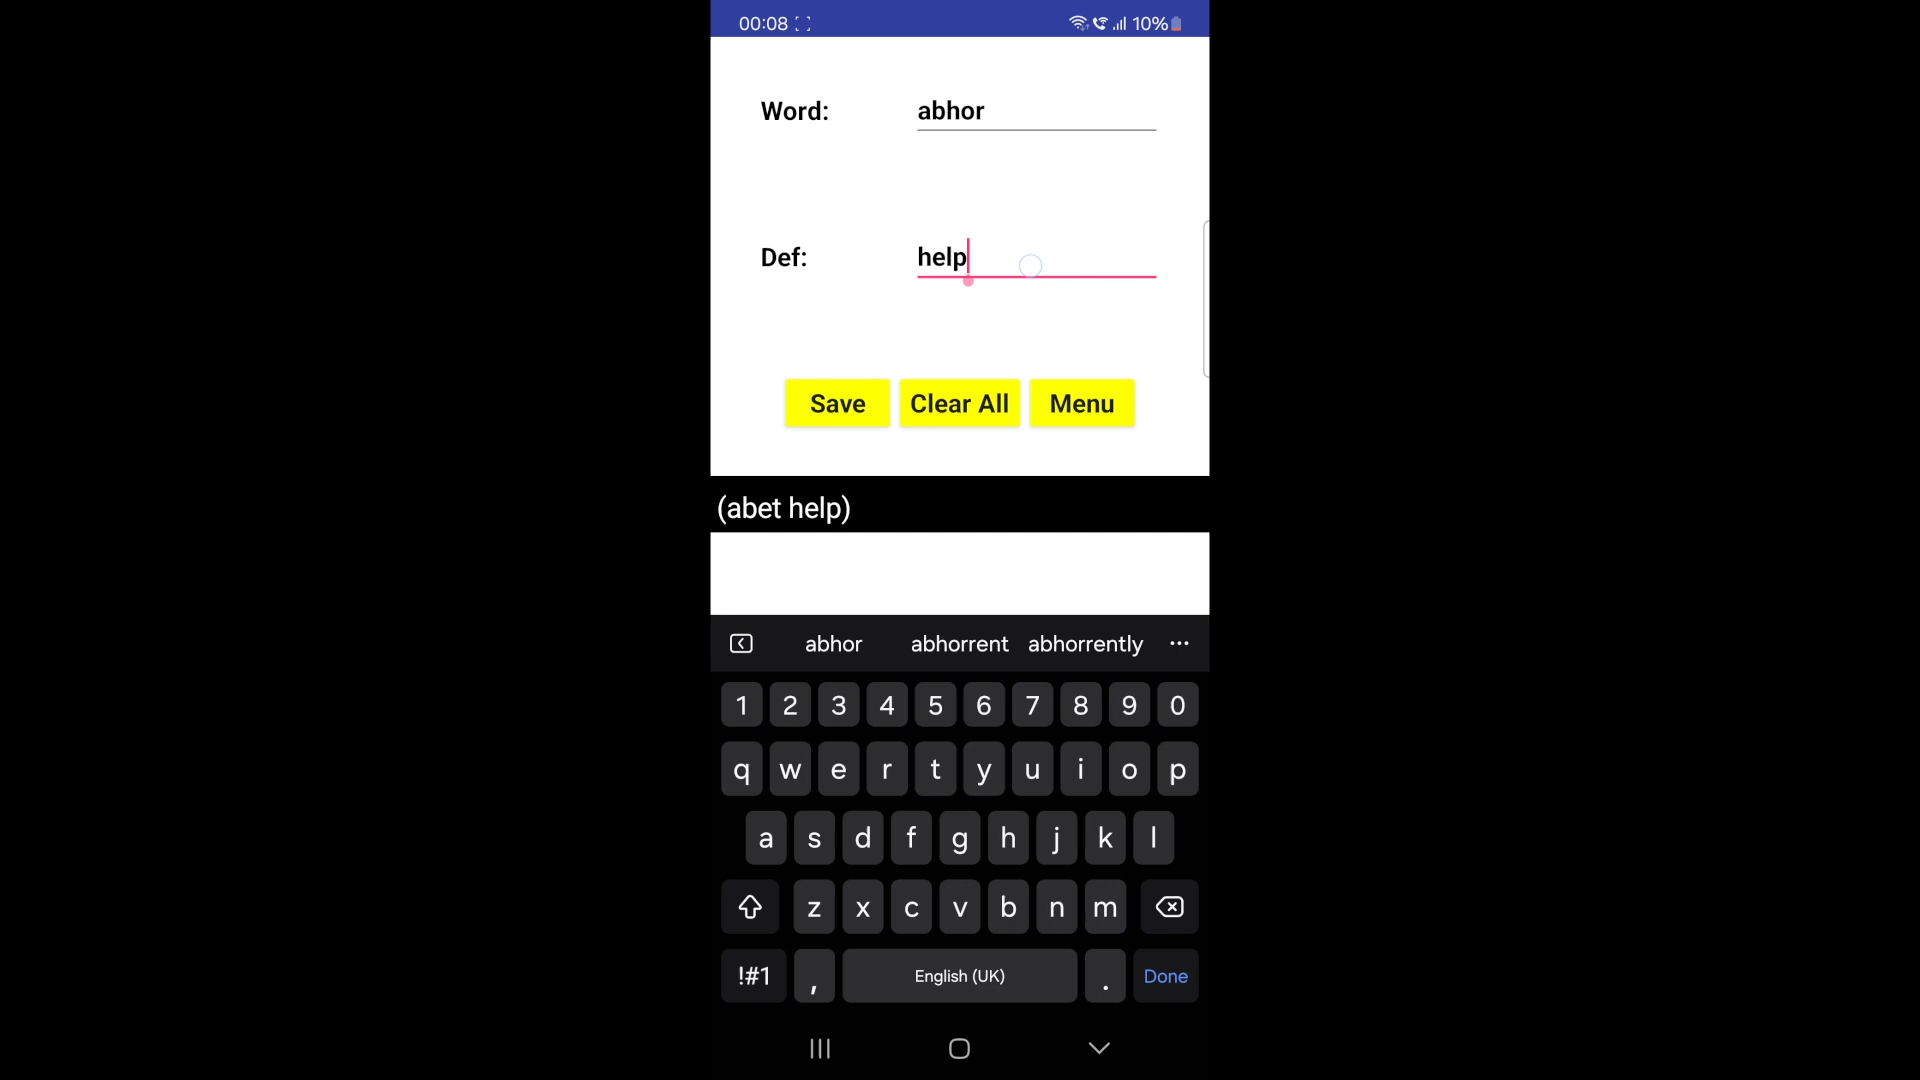 00:08 10%
Word: abhor
Def: help
Save Clear All Menu
(abet help)
abhor abhorrent abhorrently ...
1 2 3 4 5 6 7 8 9 0
q w e r t y u i o p
a s d f g h j k l
z x c v b n m
!#1 , English (UK) . Done